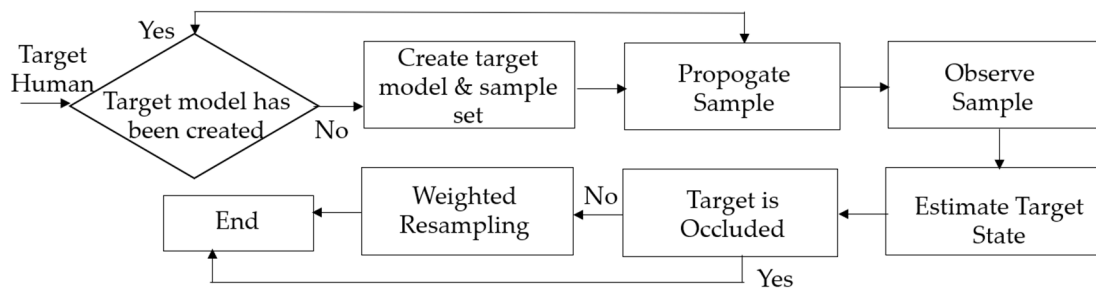 Yes
Target
Human
Target model has
been created
No
Create target
model & sample
set
Propogate
Sample
Observe
Sample
Estimate Target
State
Target is
Occluded
No
Yes
Weighted
Resampling
End